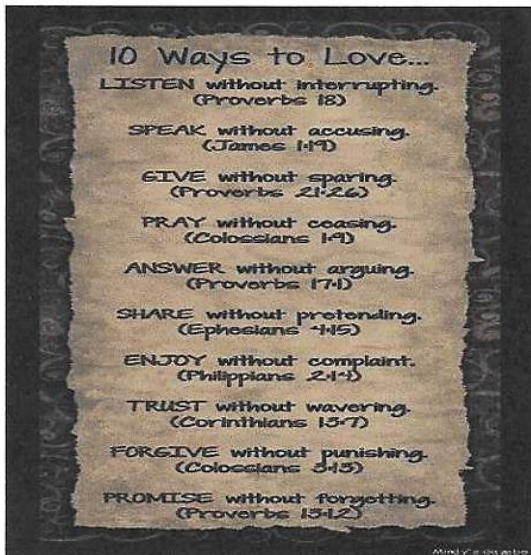 10 Ways to Love...
LISTEN without interrupting.
(Proverbs 18)
SPEAK without accusing.
(James 1:19)
GIVE without sparing.
(Proverbs 21:26)
PRAY without ceasing.
(Colossians 1:9)
ANSWER without arguing.
(Proverbs 17:1)
SHARE without pretending.
(Ephesians 4:15)
ENJOY without complaint.
(Philippians 2:14)
TRUST without wavering.
(Corinthians 13:7)
FORGIVE without punishing.
(Colossians 3:13)
PROMISE without forgetting.
(Proverbs 13:12)